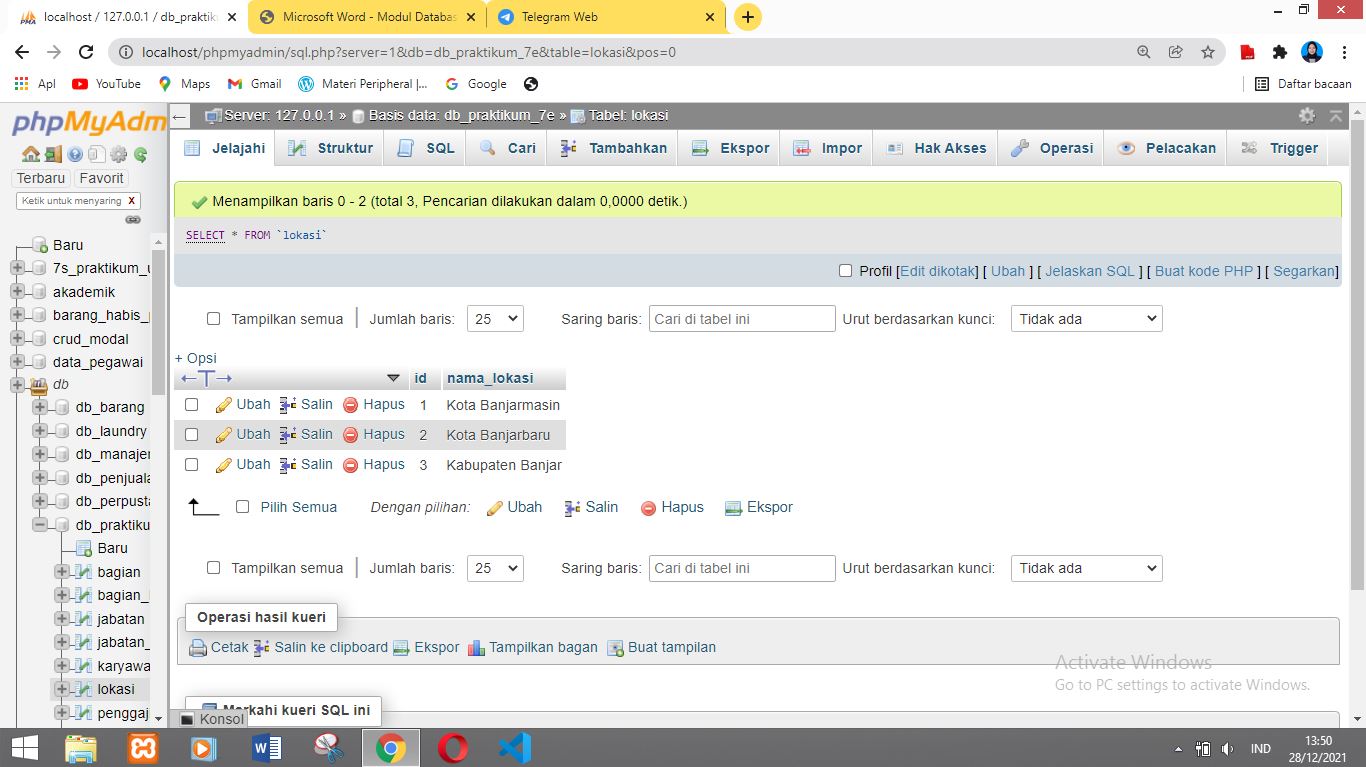 localhost / 127.0.0.1 / db_praktik
Microsoft Word - Modul Databas
Telegram Web
localhost/phpmyadmin/sql.php?server=1&db=db_praktikum_7e&table=lokasi&pos=0
Apl YouTube Maps Gmail Materi Peripheral |... Google Daftar bacaan
phpMyAdm
Terbaru Favorit
Ketik untuk menyaring X
Baru
7s_praktikum_u
akademik
barang_habis_
crud_modal
data_pegawai
db
db_barang
db_laundry
db_manajer
db_penjuala
db_perpusta
db_praktiku
Baru
bagian
bagian_
jabatan
jabatan_
karyawa
lokasi
penggaj
Server: 127.0.0.1 » Basis data: db_praktikum_7e » Tabel: lokasi
Jelajahi Struktur SQL Cari Tambahkan Ekspor Impor Hak Akses Operasi Pelacakan Trigger
Menampilkan baris 0 - 2 (total 3, Pencarian dilakukan dalam 0,0000 detik.)
SELECT * FROM `lokasi`
Profil [Edit dikotak] [ Ubah ] [ Jelaskan SQL ] [ Buat kode PHP ] [ Segarkan]
Tampilkan semua | Jumlah baris: 25 Saring baris: Cari di tabel ini Urut berdasarkan kunci: Tidak ada
+ Opsi
←T→ id nama_lokasi
Ubah Salin Hapus 1 Kota Banjarmasin
Ubah Salin Hapus 2 Kota Banjarbaru
Ubah Salin Hapus 3 Kabupaten Banjar
Pilih Semua Dengan pilihan: Ubah Salin Hapus Ekspor
Tampilkan semua | Jumlah baris: 25 Saring baris: Cari di tabel ini Urut berdasarkan kunci: Tidak ada
Operasi hasil kueri
Cetak Salin ke clipboard Ekspor Tampilkan bagan Buat tampilan
Activate Windows
Go to PC settings to activate Windows.
Markahi kueri SQL ini
Konsol
IND
13:50
28/12/2021